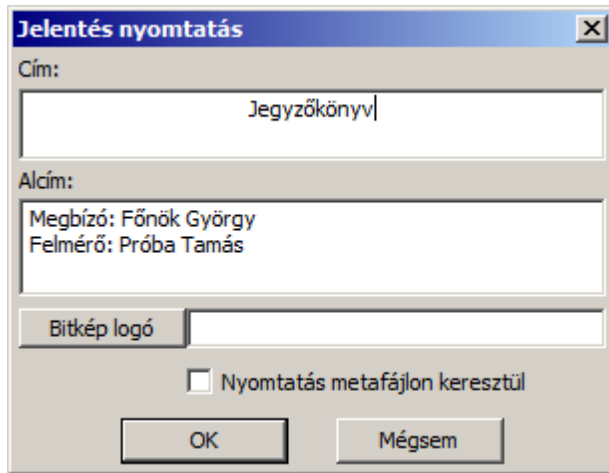 Jelentés nyomtatás
Cím:
Jegyzőkönyv
Alcím:
Megbízó: Főnök György
Felmérő: Próba Tamás
Bitkép logó
Nyomtatás metafájlon keresztül
OK
Mégsem